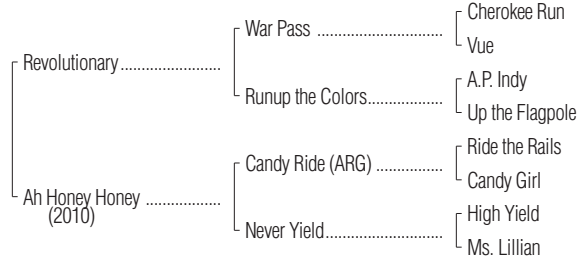 Cherokee Run
War Pass ..............................
Vue
Revolutionary........................
A.P. Indy
Runup the Colors..................
Up the Flagpole
Ride the Rails
Candy Ride (ARG) ................
Candy Girl
Ah Honey Honey ..................
(2010)
High Yield
Never Yield............................
Ms. Lillian